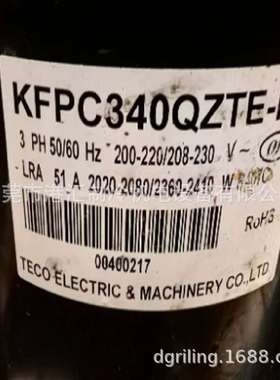 KFPC340QZTE-
3 PH 50/60 Hz 200-220/208-230 V~
LRA 51 A 2020-2080/2360-2410 W
RoHS
00400217
TECO ELECTRIC & MACHINERY CO.,LTD.
dgriling.1688.c